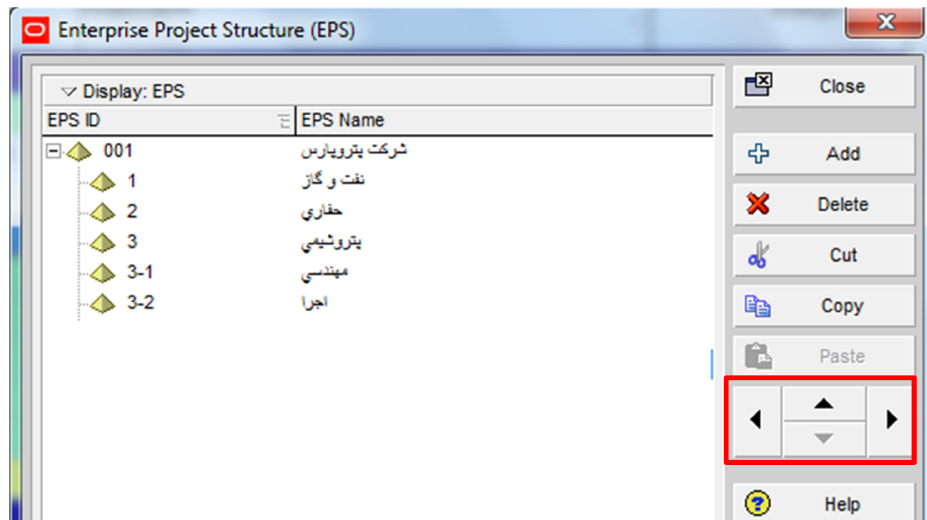 Enterprise Project Structure (EPS)
Display: EPS
EPS ID EPS Name
001 شرکت پتروپارس
1 نفت و گاز
2 حفاري
3 پتروشيمي
3-1 مهندسي
3-2 اجرا
Close
Add
Delete
Cut
Copy
Paste
Help